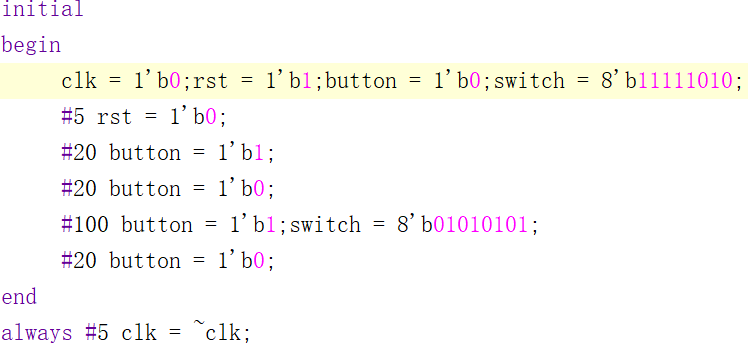 initial
begin
clk = 1'b0;rst = 1'b1;button = 1'b0;switch = 8'b11111010;
#5 rst = 1'b0;
#20 button = 1'b1;
#20 button = 1'b0;
#100 button = 1'b1;switch = 8'b01010101;
#20 button = 1'b0;
end
always #5 clk = ~clk;